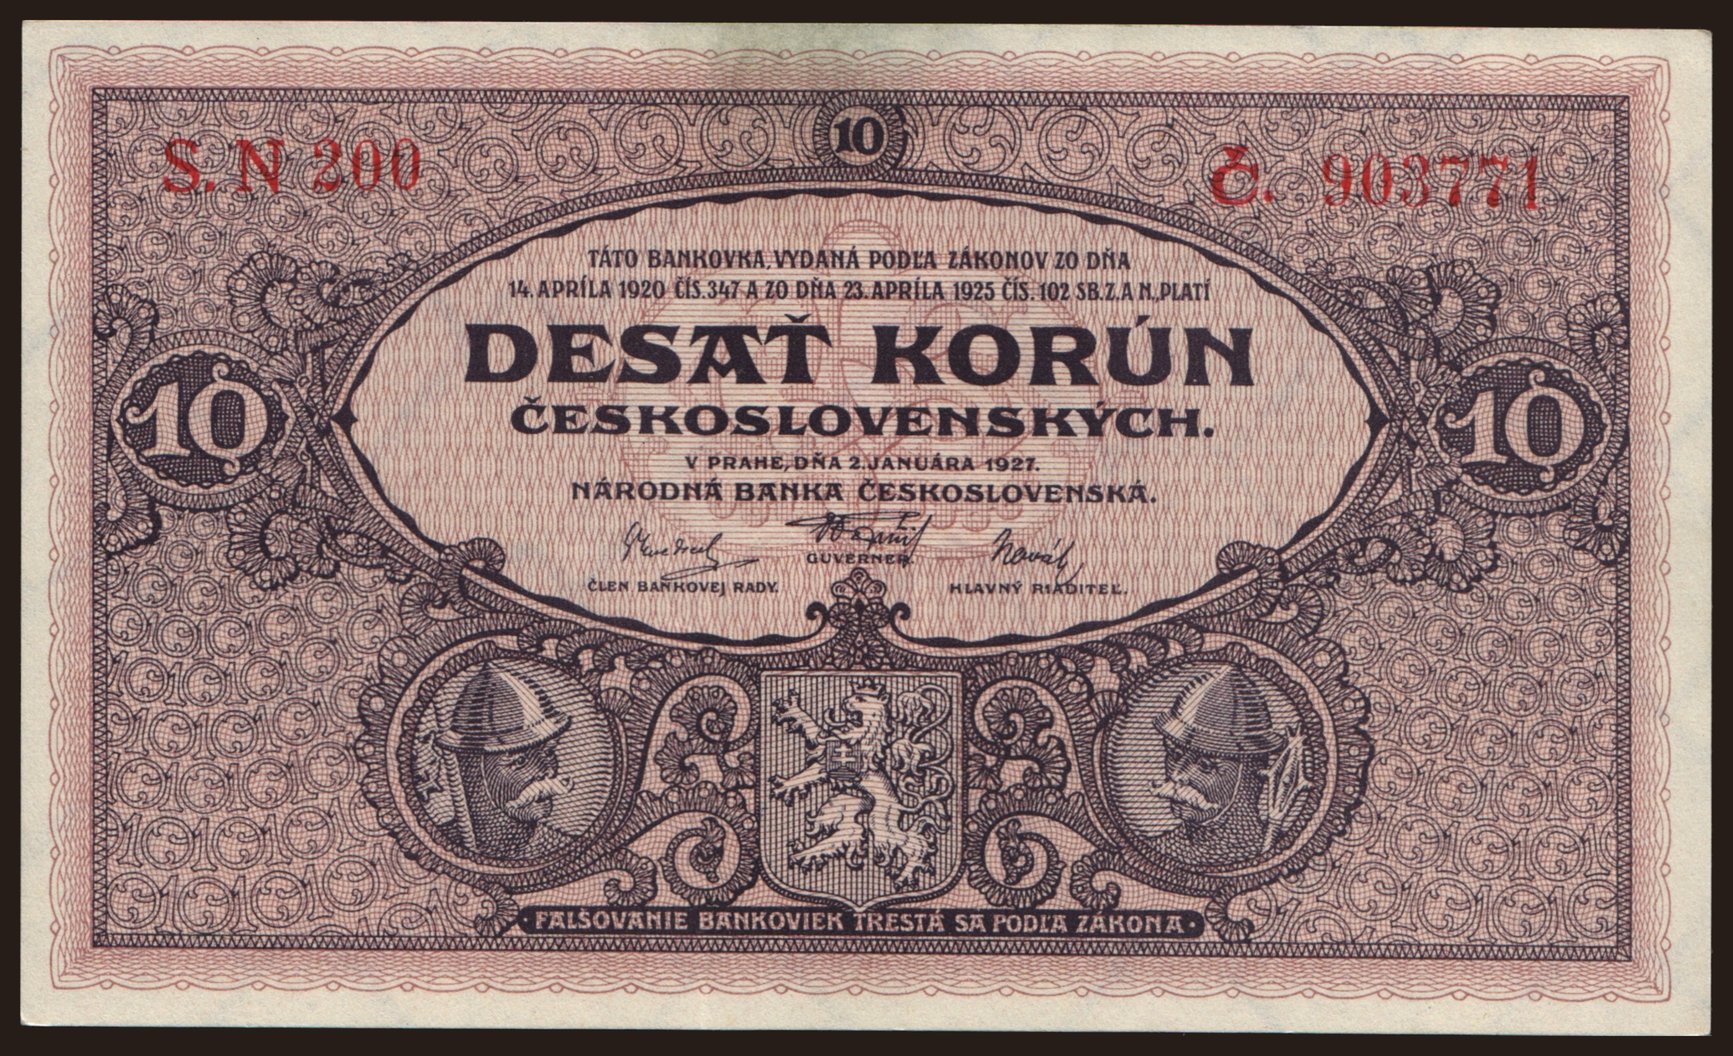 10
S. N 200
Č. 903771
TÁTO BANKOVKA, VYDANÁ PODĽA ZÁKONOV ZO DŇA
14. APRÍLA 1920 ČÍS. 347 A ZO DŇA 23. APRÍLA 1925 ČÍS. 102 SB. Z. A N., PLATÍ
DESAŤ KORÚN
10
10
ČESKOSLOVENSKÝCH.
V PRAHE, DŇA 2. JANUÁRA 1927.
NÁRODNÁ BANKA ČESKOSLOVENSKÁ.
Novák
GUVERNER.
ČLEN BANKOVEJ RADY.
HLAVNÝ RIADITEĽ.
· FALŠOVANIE BANKOVIEK TRESTÁ SA PODĽA ZÁKONA ·